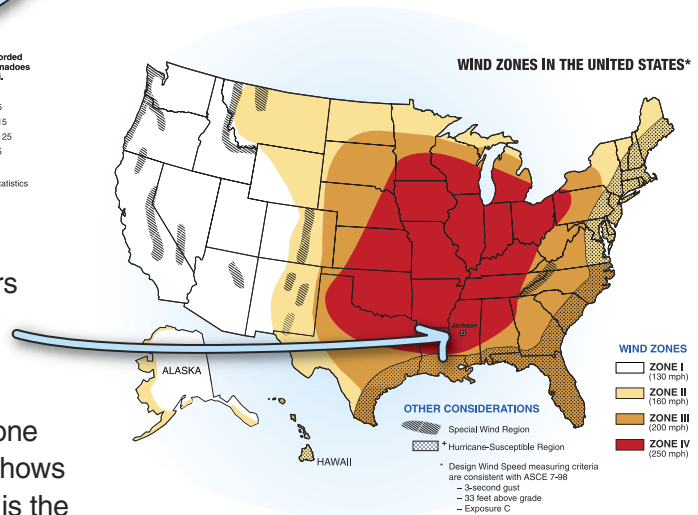 orded
nadoes
5
15
25
5
tatistics
rs
one
hows
is the
WIND ZONES IN THE UNITED STATES*
Jackson
ALASKA
HAWAII
WIND ZONES
ZONE I
(130 mph)
ZONE II
(160 mph)
ZONE III
(200 mph)
ZONE IV
(250 mph)
OTHER CONSIDERATIONS
Special Wind Region
+ Hurricane-Susceptible Region
* Design Wind Speed measuring criteria
are consistent with ASCE 7-98
– 3-second gust
– 33 feet above grade
– Exposure C